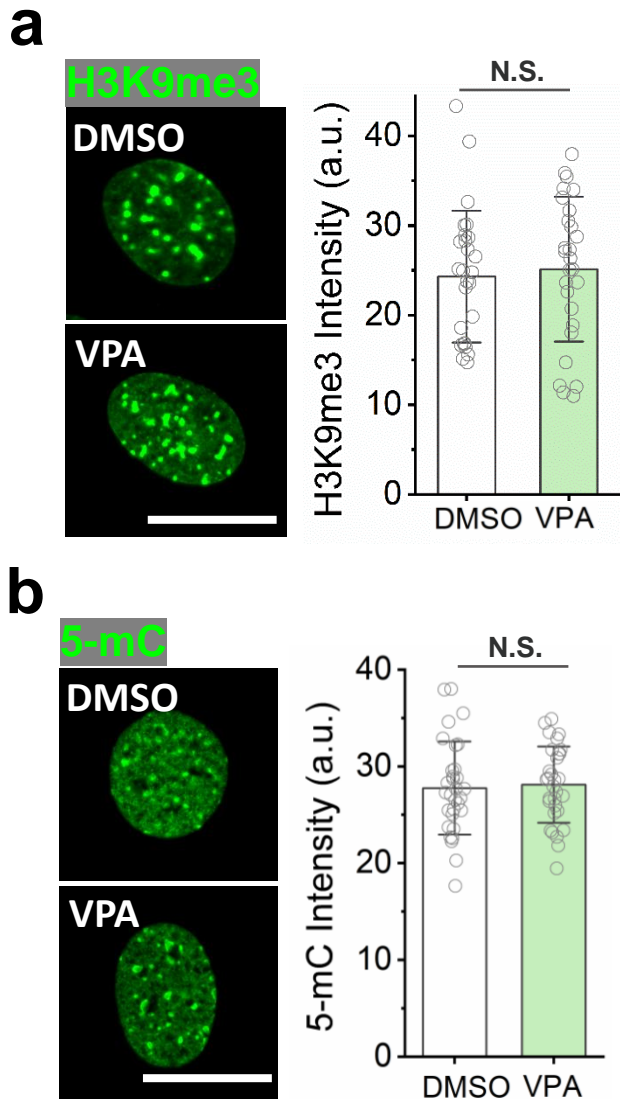 a
H3K9me3
DMSO
VPA
N.S.
H3K9me3 Intensity (a.u.)
40
30
20
10
0
DMSO VPA
b
5-mC
DMSO
VPA
N.S.
5-mC Intensity (a.u.)
40
30
20
10
0
DMSO VPA